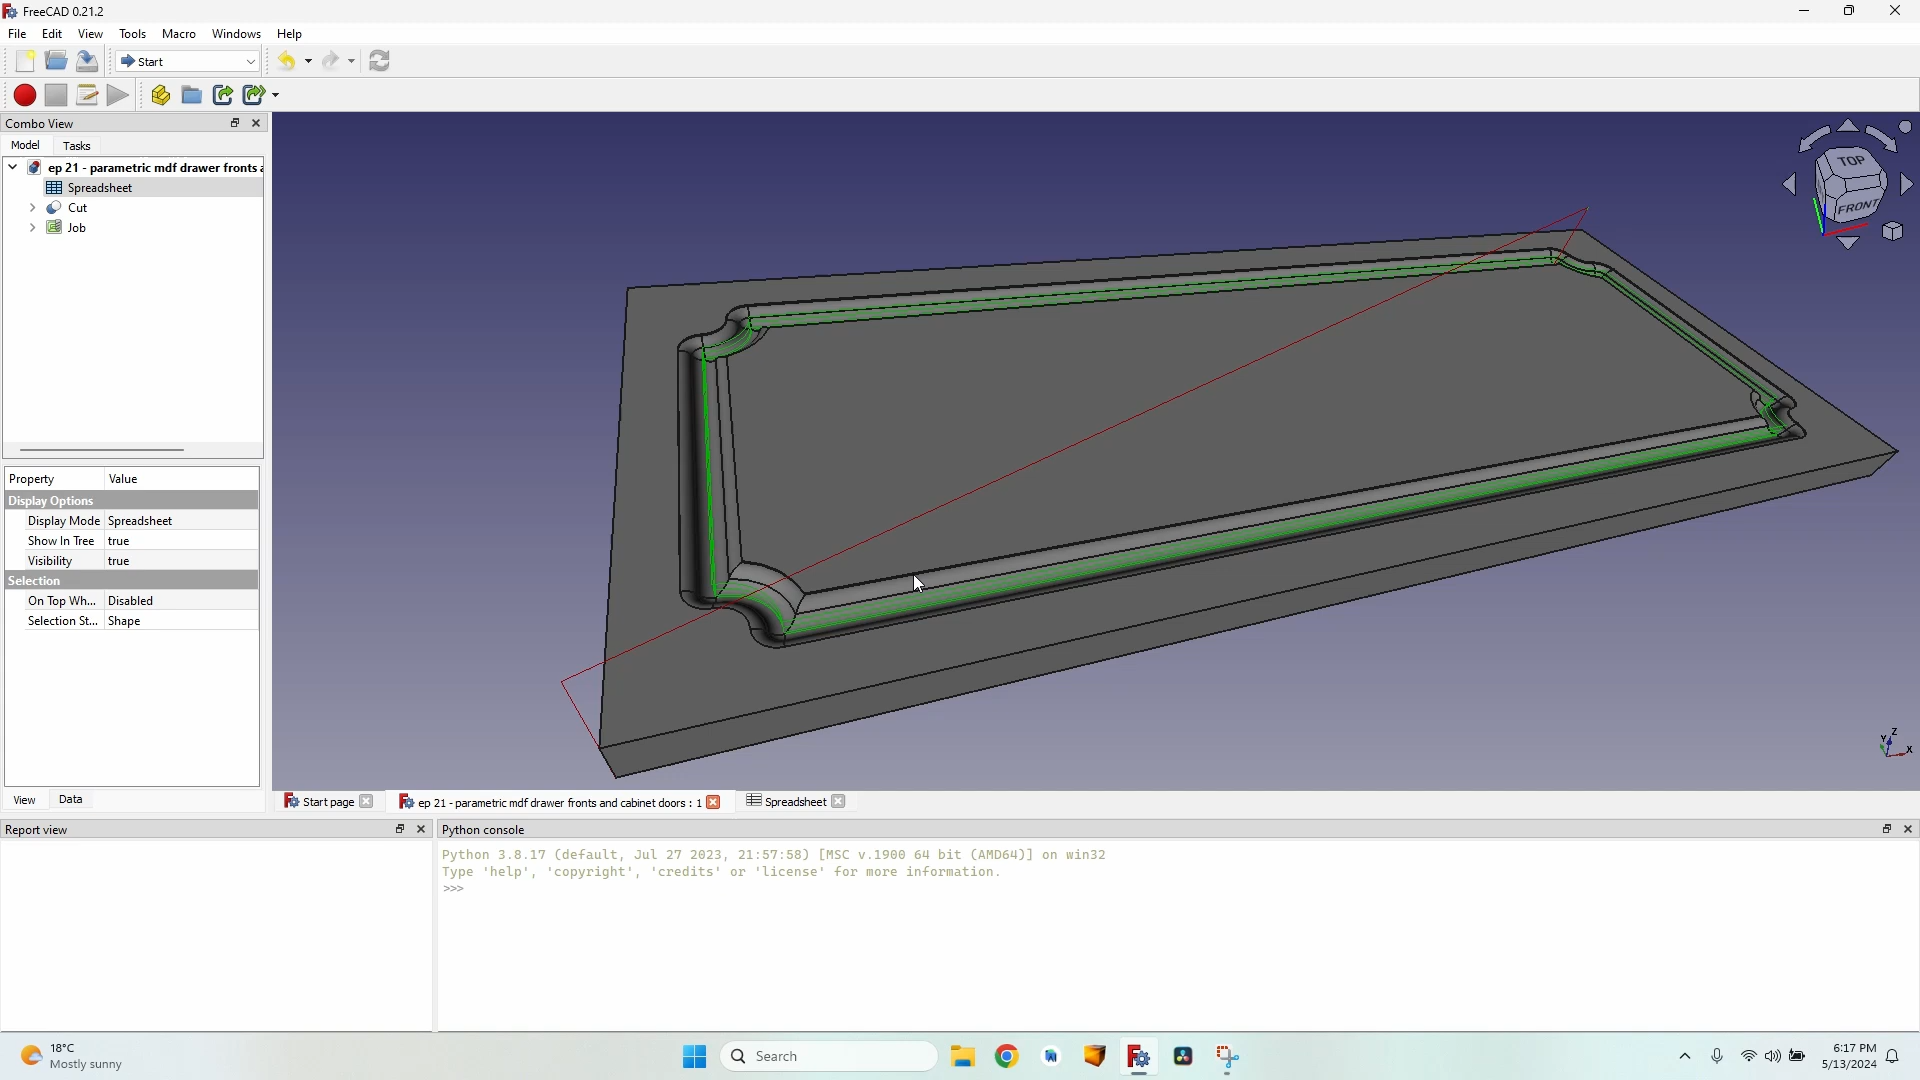 FreeCAD 0.21.2
File Edit View Tools Macro Windows Help
Start
Combo View
Model Tasks
ep 21 - parametric mdf drawer fronts a
Spreadsheet
Cut
Job
TOP
FRONT
Property Value
Display Options
Display Mode Spreadsheet
Show In Tree true
Visibility true
Selection
On Top Wh... Disabled
Selection St... Shape
Z
Y
X
View Data
Start page ep 21 - parametric mdf drawer fronts and cabinet doors : 1 Spreadsheet
Report view
Python console
Python 3.8.17 (default, Jul 27 2023, 21:57:58) [MSC v.1900 64 bit (AMD64)] on win32
Type 'help', 'copyright', 'credits' or 'license' for more information.
>>>
18°C
Mostly sunny
Search
6:17 PM
5/13/2024